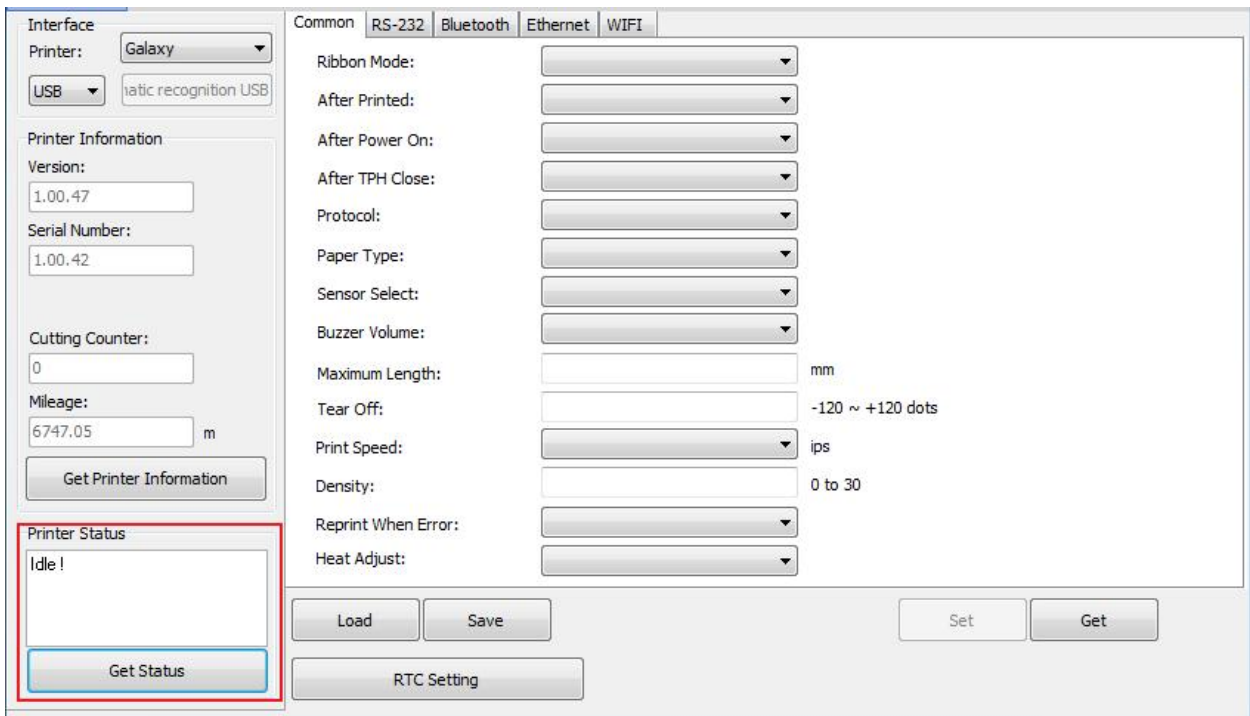 Interface
Printer:
Galaxy
USB
natic recognition USB
Printer Information
Version:
1.00.47
Serial Number:
1.00.42
Cutting Counter:
0
Mileage:
6747.05 m
Get Printer Information
Printer Status
Idle !
Get Status
Common RS-232 Bluetooth Ethernet WIFI
Ribbon Mode:
After Printed:
After Power On:
After TPH Close:
Protocol:
Paper Type:
Sensor Select:
Buzzer Volume:
Maximum Length: mm
Tear Off: -120 ~ +120 dots
Print Speed: ips
Density: 0 to 30
Reprint When Error:
Heat Adjust:
Load Save Set Get
RTC Setting